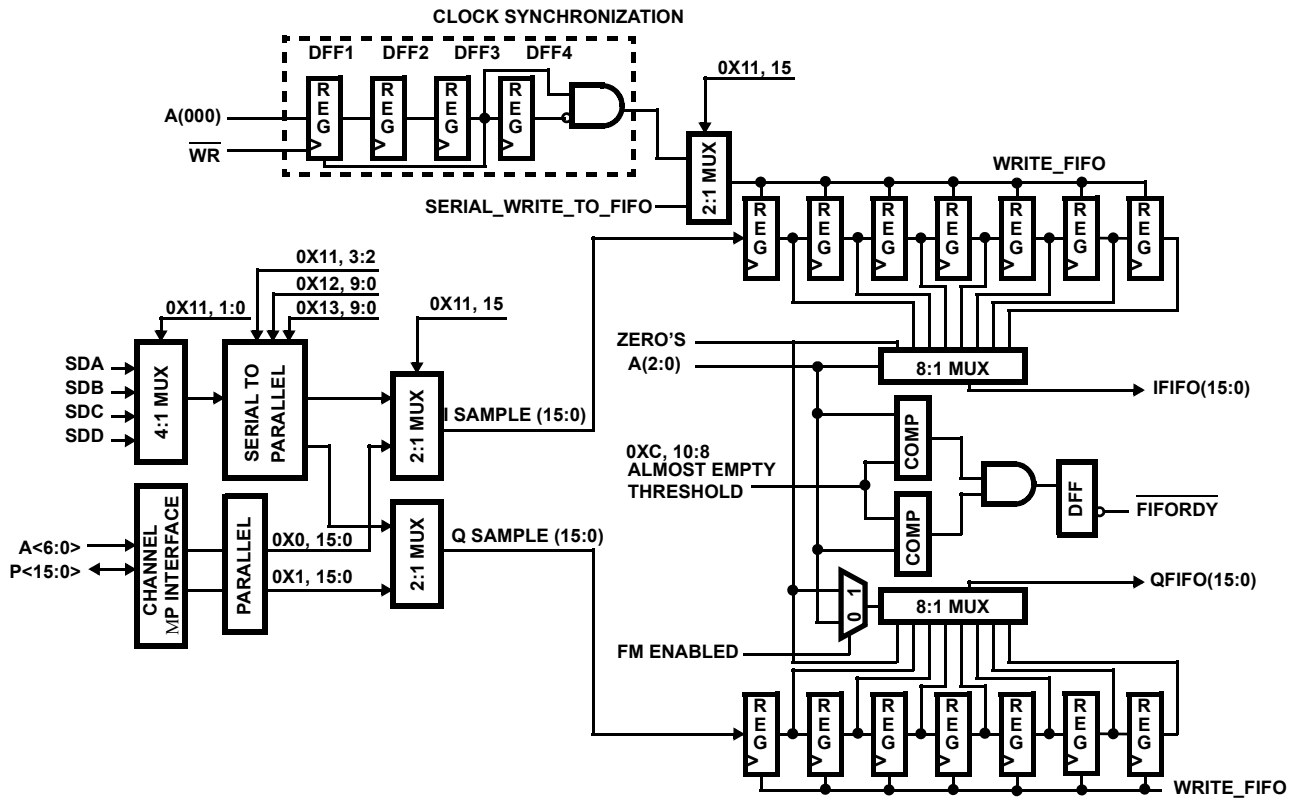 CLOCK SYNCHRONIZATION
DFF1 DFF2 DFF3 DFF4
REG
REG
REG
REG
A(000)
WR
0X11, 15
2:1 MUX
SERIAL_WRITE_TO_FIFO
WRITE_FIFO
REG
REG
REG
REG
REG
REG
REG
0X11, 3:2
0X12, 9:0
0X13, 9:0
0X11, 1:0
0X11, 15
SDA
SDB
SDC
SDD
4:1 MUX
SERIAL TO
PARALLEL
2:1 MUX
I SAMPLE (15:0)
ZERO'S
A(2:0)
8:1 MUX
IFIFO(15:0)
0XC, 10:8
ALMOST EMPTY
THRESHOLD
COMP
COMP
DFF
FIFORDY
A<6:0>
P<15:0>
CHANNEL
MP INTERFACE
PARALLEL
0X0, 15:0
0X1, 15:0
2:1 MUX
Q SAMPLE (15:0)
0 1
8:1 MUX
QFIFO(15:0)
FM ENABLED
REG
REG
REG
REG
REG
REG
REG
WRITE_FIFO